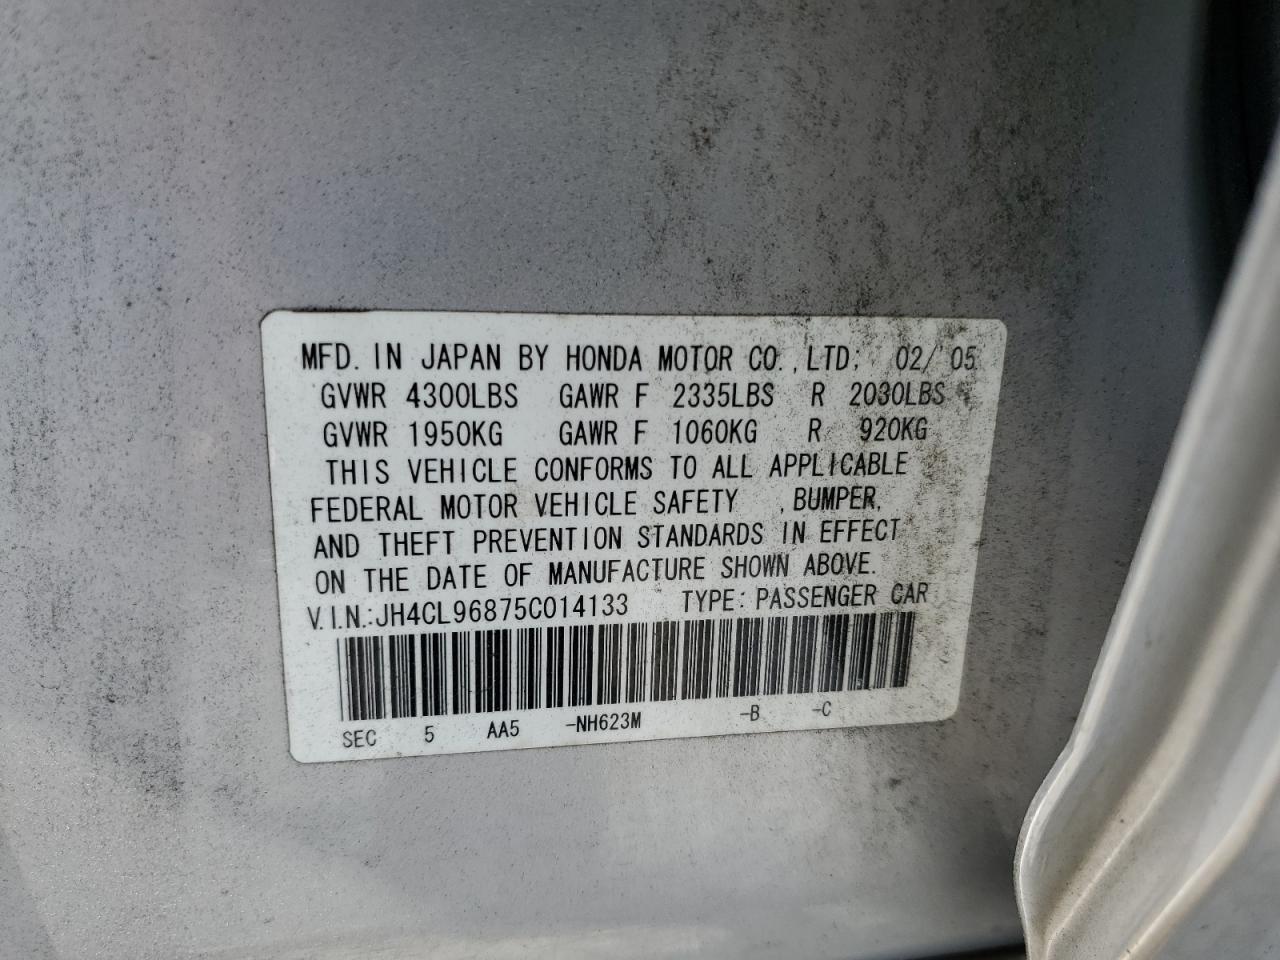 MFD. IN JAPAN BY HONDA MOTOR CO., LTD; 02/ 05
GVWR 4300LBS GAWR F 2335LBS R 2030LBS
GVWR 1950KG GAWR F 1060KG R 920KG
THIS VEHICLE CONFORMS TO ALL APPLICABLE
FEDERAL MOTOR VEHICLE SAFETY , BUMPER,
AND THEFT PREVENTION STANDARDS IN EFFECT
ON THE DATE OF MANUFACTURE SHOWN ABOVE.
V.I.N.:JH4CL96875C014133 TYPE: PASSENGER CAR
SEC 5 AA5 -NH623M -B -C